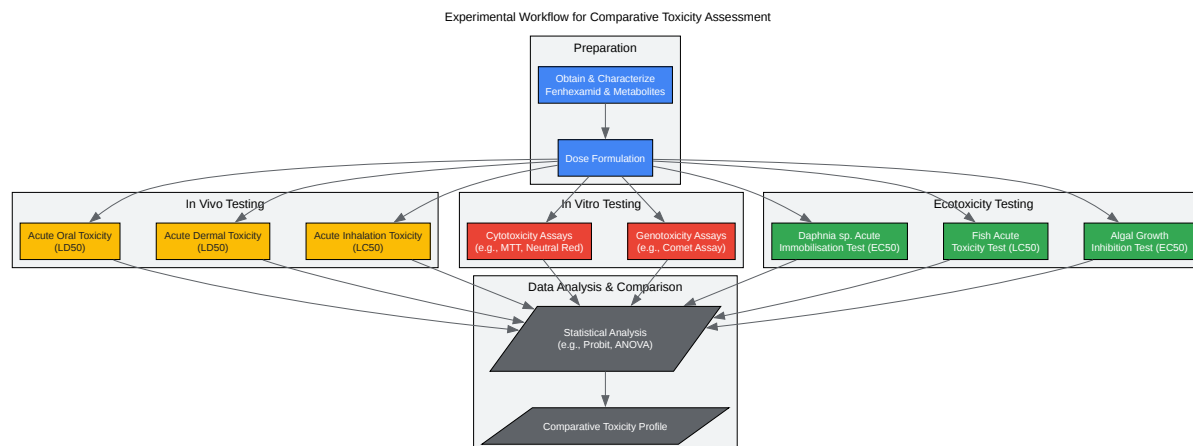 Experimental Workflow for Comparative Toxicity Assessment
Preparation
Obtain & Characterize
Fenhexamid & Metabolites
Dose Formulation
In Vivo Testing
Acute Oral Toxicity
(LD50)
Acute Dermal Toxicity
(LD50)
Acute Inhalation Toxicity
(LC50)
In Vitro Testing
Cytotoxicity Assays
(e.g., MTT, Neutral Red)
Genotoxicity Assays
(e.g., Comet Assay)
Ecotoxicity Testing
Daphnia sp. Acute
Immobilisation Test (EC50)
Fish Acute
Toxicity Test (LC50)
Algal Growth
Inhibition Test (EC50)
Data Analysis & Comparison
Statistical Analysis
(e.g., Probit, ANOVA)
Comparative Toxicity Profile